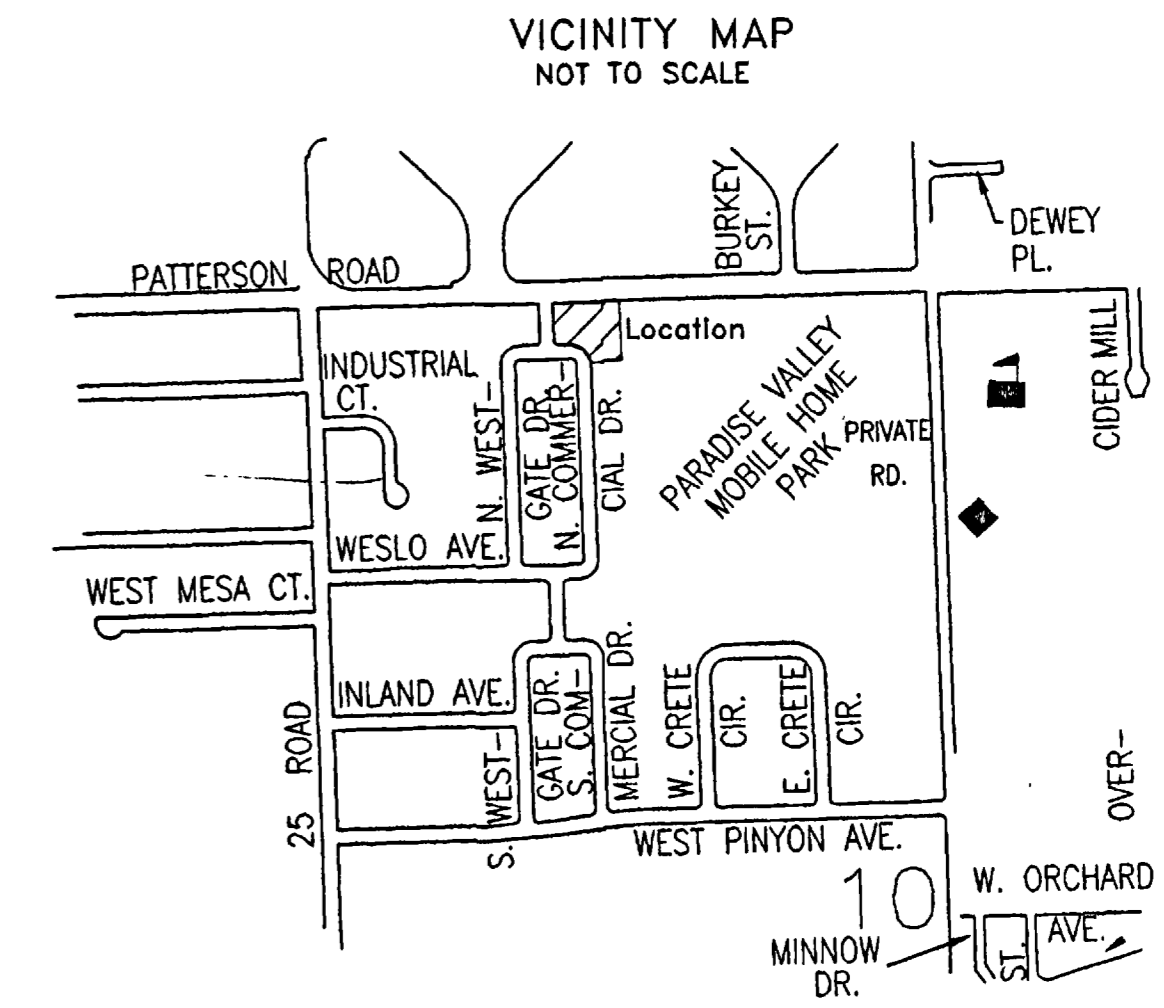 VICINITY MAP
NOT TO SCALE
BURKEY
ST.
DEWEY
PL.
PATTERSON ROAD
Location
INDUSTRIAL
CT.
N. WEST-
GATE DR.
N. COMMER-
CIAL DR.
PARADISE VALLEY
MOBILE HOME
PARK
PRIVATE
RD.
CIDER MILL
WESLO AVE.
WEST MESA CT.
INLAND AVE.
25 ROAD
S. WEST-
GATE DR.
S. COM-
MERCIAL DR.
W. CRETE
CIR.
E. CRETE
CIR.
OVER-
WEST PINYON AVE.
10
W. ORCHARD
AVE.
MINNOW
DR.
ST.